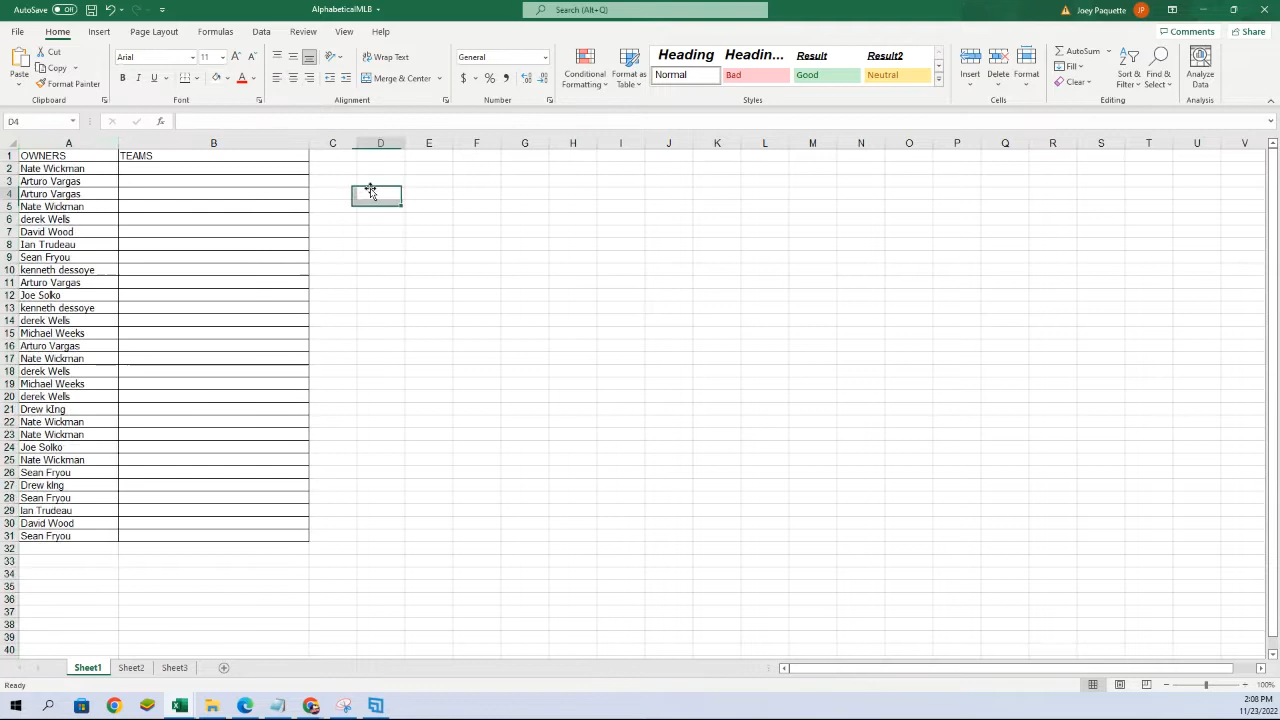 AutoSave Off AlphabeticalMLB Search (Alt+Q) Joey Paquette JP
File Home Insert Page Layout Formulas Data Review View Help Comments Share
Paste Cut Copy Format Painter Clipboard
Arial 11 A A B I U A Font
Wrap Text Merge & Center Alignment
General $ % 9 Number
Conditional Formatting Format as Table
Heading Headin... Result Result2
Normal Bad Good Neutral
Styles
Insert Delete Format Cells
AutoSum Fill Clear Sort & Filter Find & Select Editing
Analyze Data Analysis
D4 fx
A B C D E F G H I J K L M N O P Q R S T U V
1 OWNERS TEAMS
2 Nate Wickman
3 Arturo Vargas
4 Arturo Vargas
5 Nate Wickman
6 derek Wells
7 David Wood
8 Ian Trudeau
9 Sean Fryou
10 kenneth dessoye
11 Arturo Vargas
12 Joe Solko
13 kenneth dessoye
14 derek Wells
15 Michael Weeks
16 Arturo Vargas
17 Nate Wickman
18 derek Wells
19 Michael Weeks
20 derek Wells
21 Drew kIng
22 Nate Wickman
23 Nate Wickman
24 Joe Solko
25 Nate Wickman
26 Sean Fryou
27 Drew kIng
28 Sean Fryou
29 Ian Trudeau
30 David Wood
31 Sean Fryou
32
33
34
35
36
37
38
39
40
Sheet1 Sheet2 Sheet3
Ready 100%
2:08 PM
11/23/2022